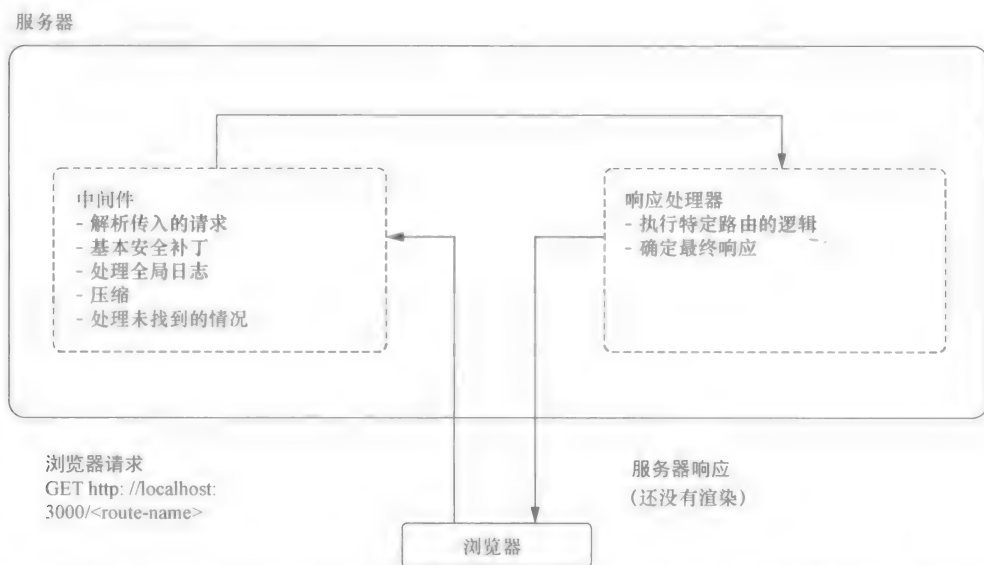 服务器
中间件
- 解析传入的请求
- 基本安全补丁
- 处理全局日志
- 压缩
- 处理未找到的情况
响应处理器
- 执行特定路由的逻辑
- 确定最终响应
浏览器请求
GET http: //localhost:
3000/<route-name>
服务器响应
(还没有渲染)
浏览器